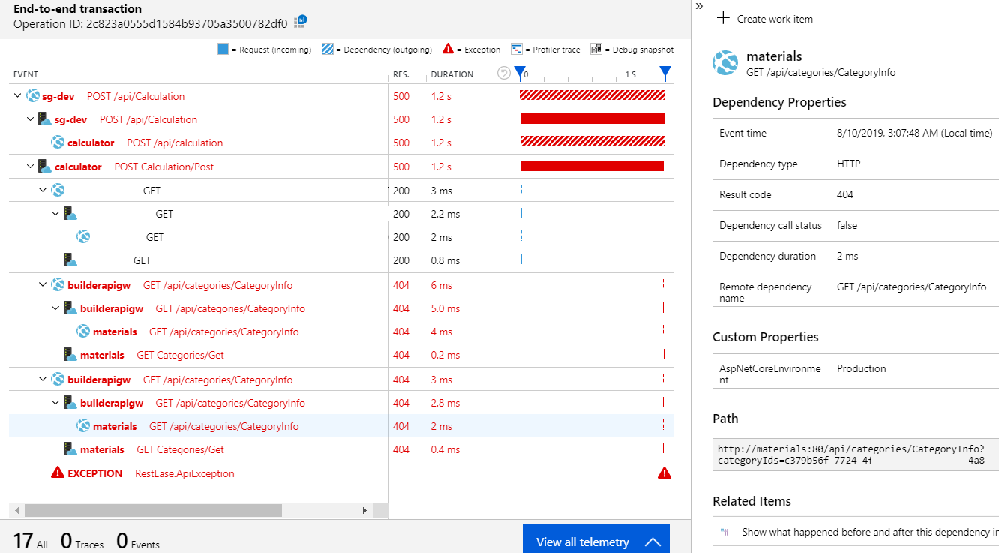 End-to-end transaction
Operation ID: 2c823a0555d1584b93705a3500782df0
= Request (incoming) = Dependency (outgoing) = Exception = Profiler trace = Debug snapshot
EVENT RES. DURATION 0 1 S
sg-dev POST /api/Calculation 500 1.2 s
sg-dev POST /api/Calculation 500 1.2 s
calculator POST /api/calculation 500 1.2 s
calculator POST Calculation/Post 500 1.2 s
GET 200 3 ms
GET 200 2.2 ms
GET 200 2 ms
GET 200 0.8 ms
builderapigw GET /api/categories/CategoryInfo 404 6 ms
builderapigw GET /api/categories/CategoryInfo 404 5.0 ms
materials GET /api/categories/CategoryInfo 404 4 ms
materials GET Categories/Get 404 0.2 ms
builderapigw GET /api/categories/CategoryInfo 404 3 ms
builderapigw GET /api/categories/CategoryInfo 404 2.8 ms
materials GET /api/categories/CategoryInfo 404 2 ms
materials GET Categories/Get 404 0.4 ms
EXCEPTION RestEase.ApiException
17 All 0 Traces 0 Events
View all telemetry
»
Create work item
materials
GET /api/categories/CategoryInfo
Dependency Properties
Event time 8/10/2019, 3:07:48 AM (Local time)
Dependency type HTTP
Result code 404
Dependency call status false
Dependency duration 2 ms
Remote dependency GET /api/categories/CategoryInfo
name
Custom Properties
AspNetCoreEnvironme Production
nt
Path
http://materials:80/api/categories/CategoryInfo?
categoryIds=c379b56f-7724-4f 4a8
Related Items
Show what happened before and after this dependency in